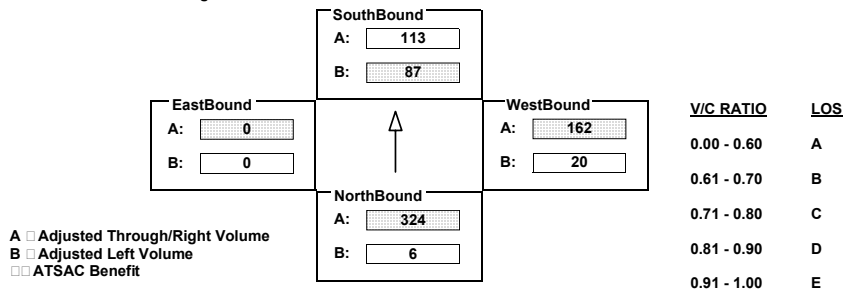 SouthBound
A: 113
B: 87
EastBound
A: 0
B: 0
WestBound
A: 162
B: 20
NorthBound
A: 324
B: 6
A □ Adjusted Through/Right Volume
B □ Adjusted Left Volume
□□ ATSAC Benefit
V/C RATIO LOS
0.00 - 0.60 A
0.61 - 0.70 B
0.71 - 0.80 C
0.81 - 0.90 D
0.91 - 1.00 E